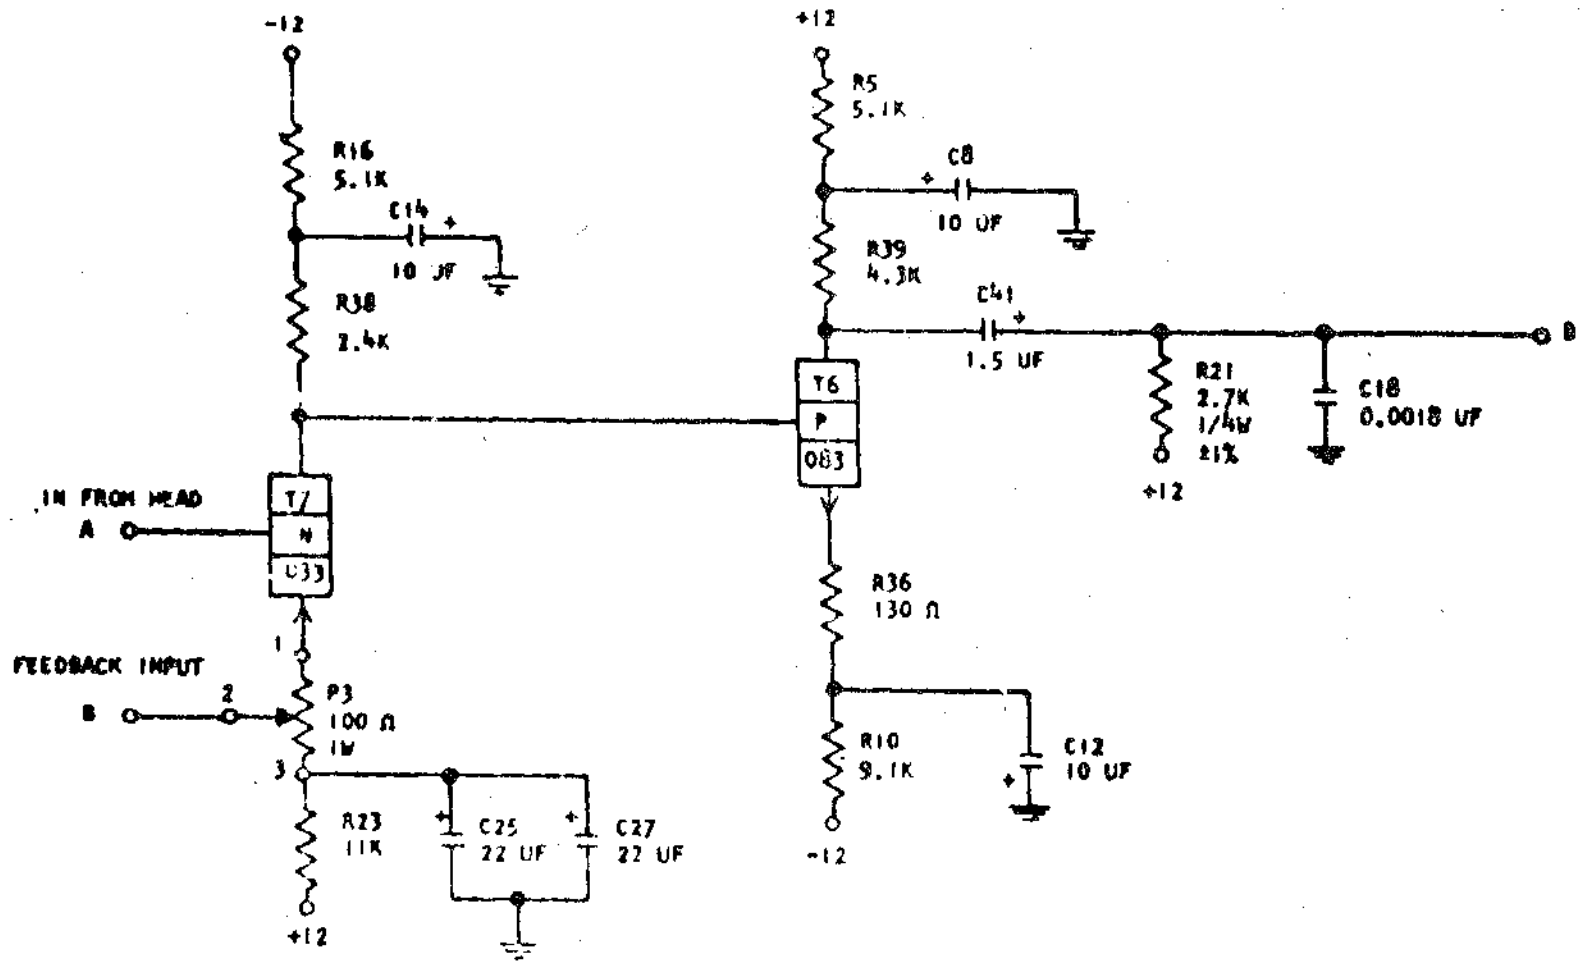 -12
+12
R5
5.1K
R16
5.1K
C8
+
10 UF
C14
+
10 UF
R39
4.3K
R38
2.4K
C41
+
1.5 UF
D
T6
P
083
R21
2.7K
1/4W
±1%
+12
C18
0.0018 UF
IN FROM HEAD
A
T7
N
033
R36
130 Ω
1
FEEDBACK INPUT
B
2
P3
100 Ω
1W
3
R10
9.1K
C12
10 UF
+
-12
R23
11K
+12
+
C25
22 UF
+
C27
22 UF